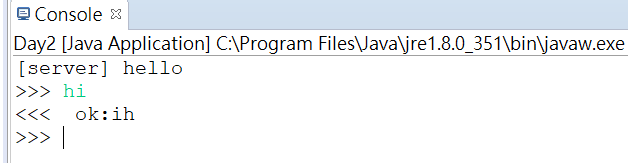 Console
Day2 [Java Application] C:\Program Files\Java\jre1.8.0_351\bin\javaw.exe
[server] hello
>>> hi
<<<  ok:ih
>>>